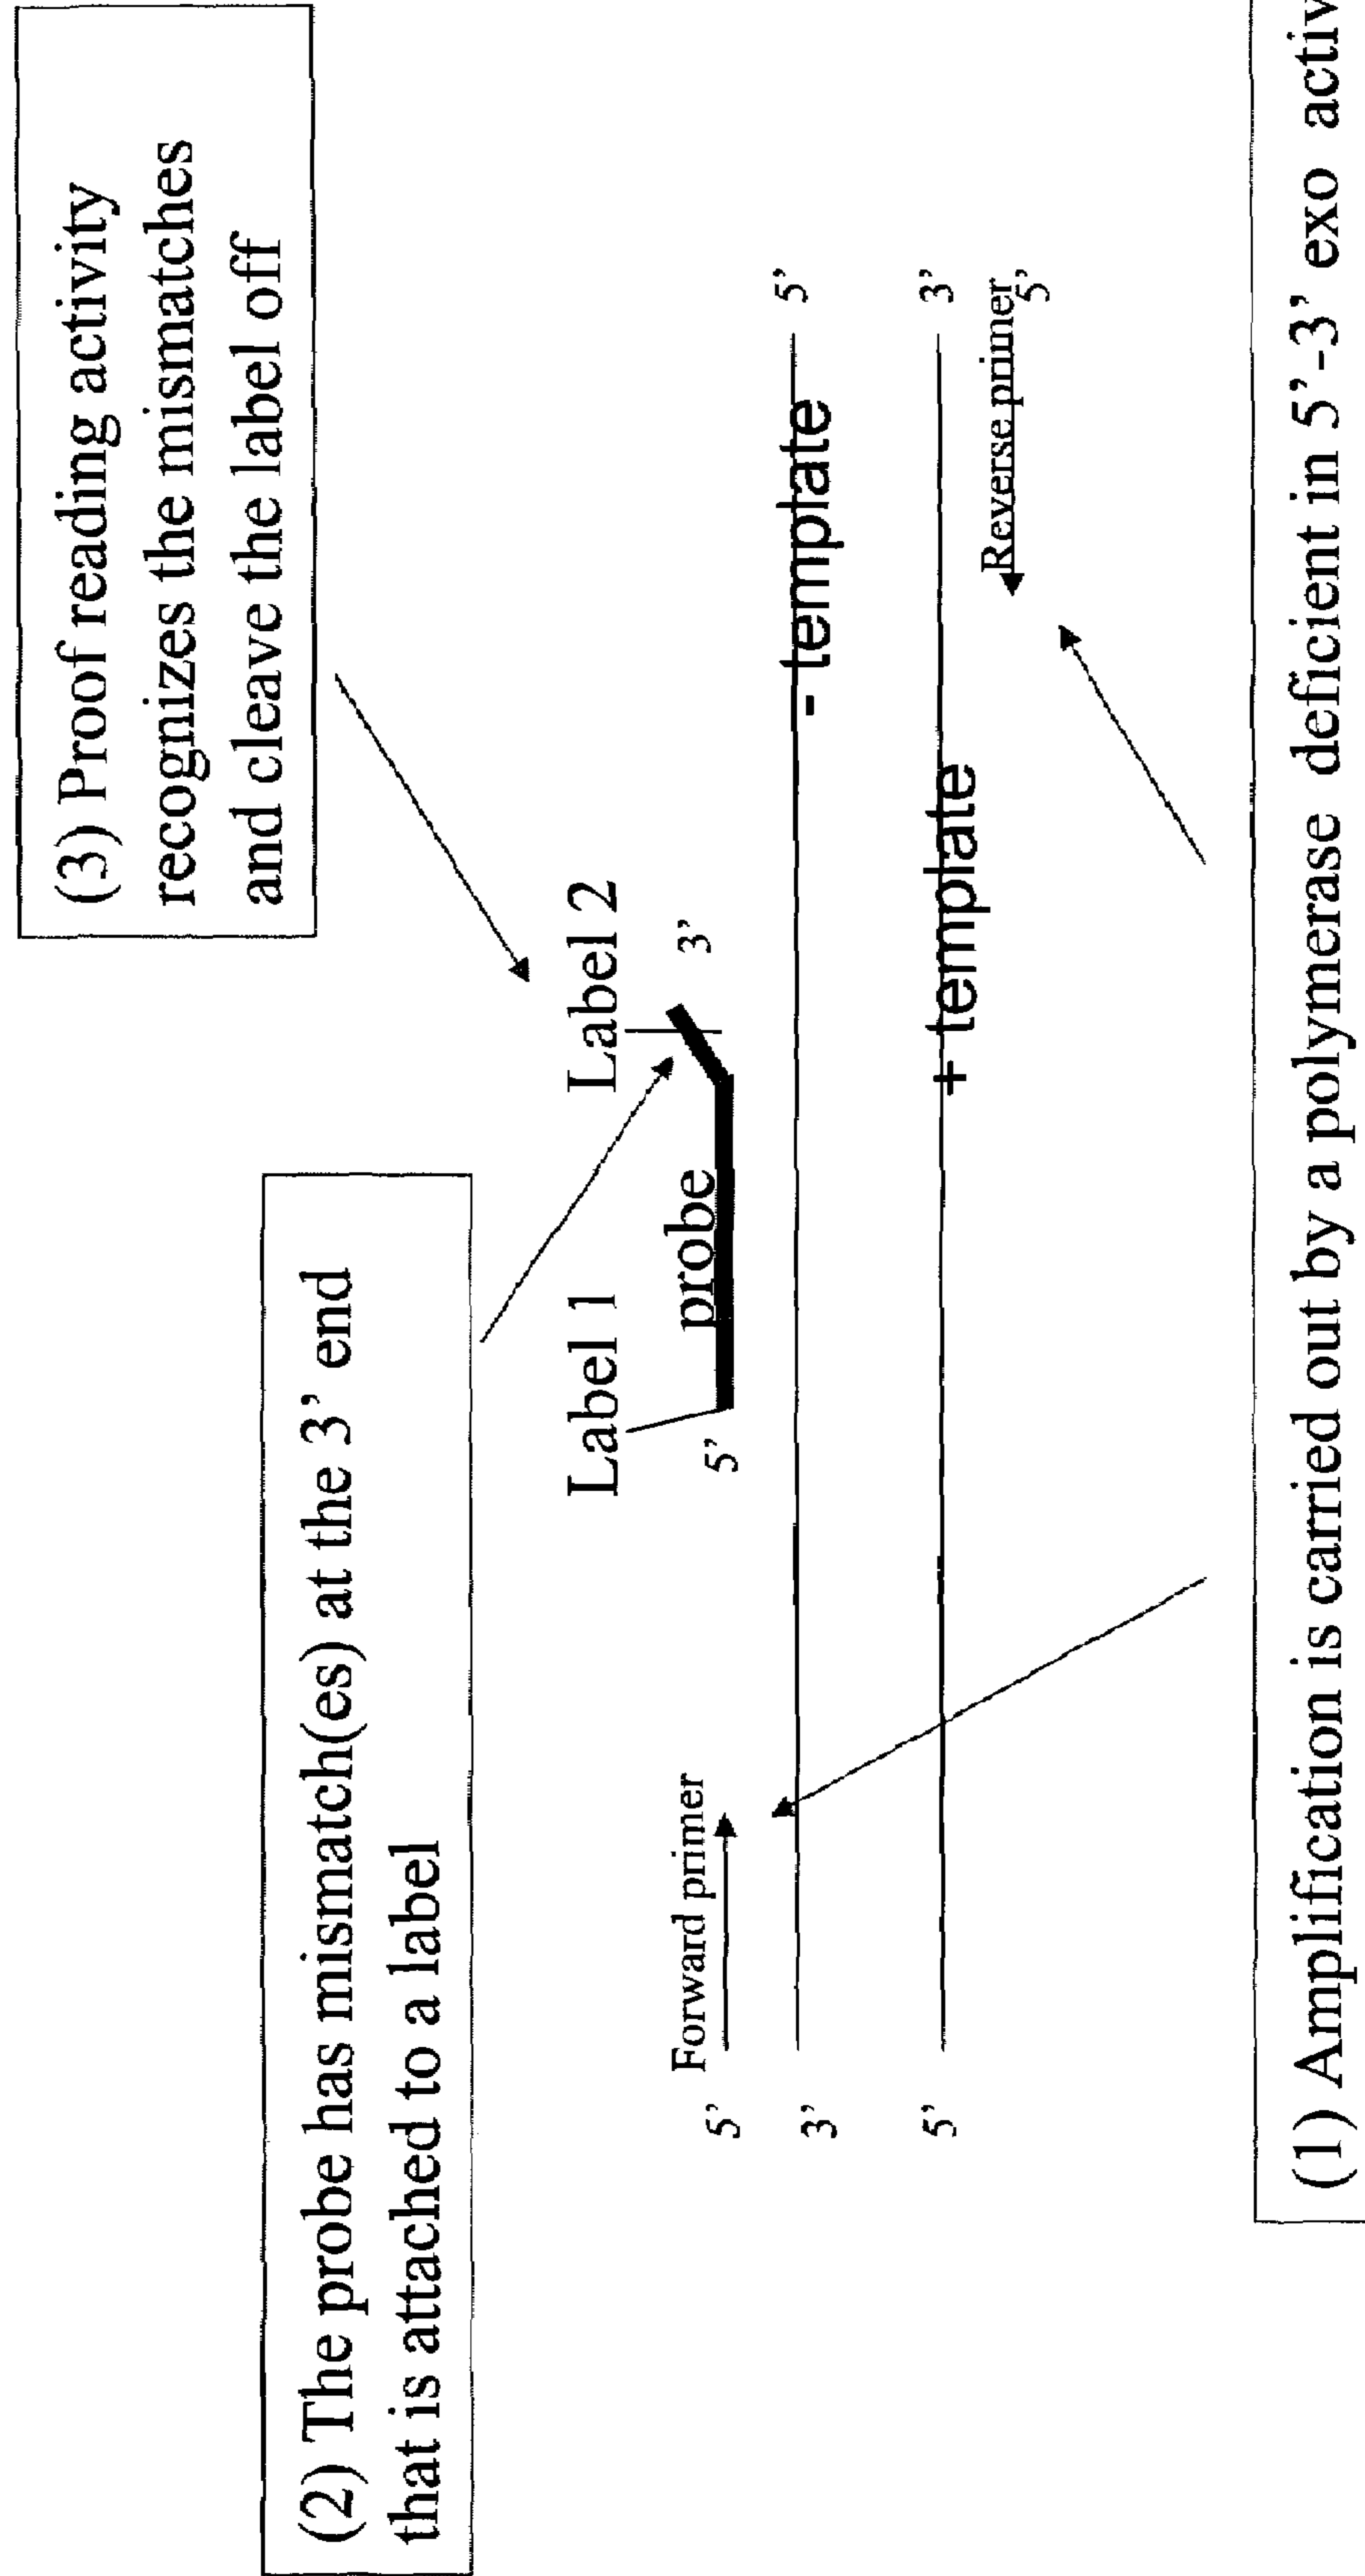 (3) Proof reading activity
recognizes the mismatches
and cleave the label off
(2) The probe has mismatch(es) at the 3’ end
that is attached to a label
Label 1
Label 2
probe
5’
3’
Forward primer
5’
3’
- template
5’
5’
+ template
3’
Reverse primer
5’
(1) Amplification is carried out by a polymerase deficient in 5’-3’ exo activ